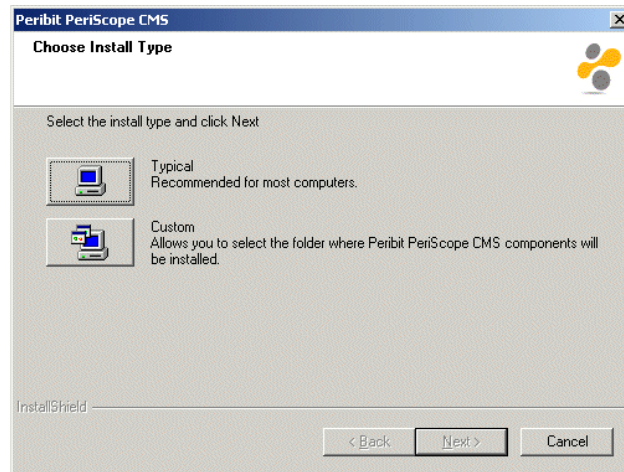 Peribit PeriScope CMS
Choose Install Type
Select the install type and click Next
Typical
Recommended for most computers.
Custom
Allows you to select the folder where Peribit PeriScope CMS components will
be installed.
InstallShield
< Back
Next >
Cancel